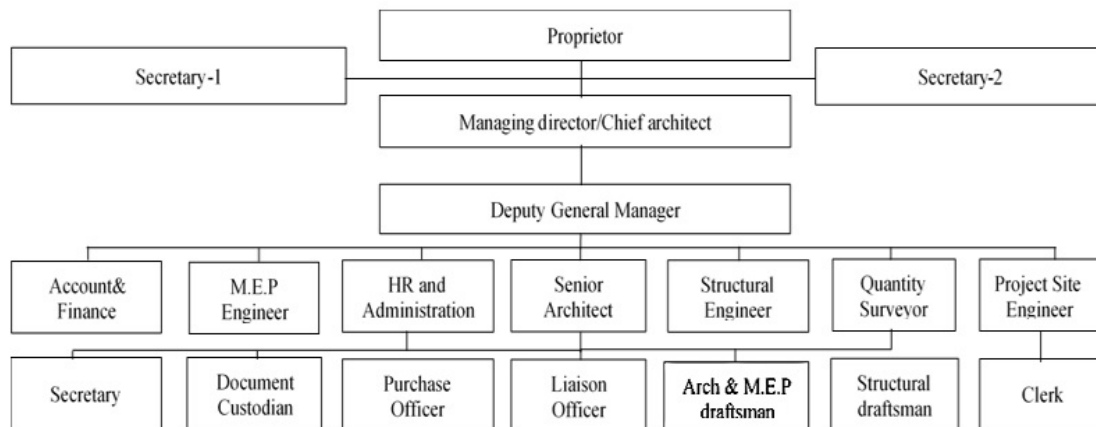 Proprietor
Secretary-1
Secretary-2
Managing director/Chief architect
Deputy General Manager
Account&
Finance
M.E.P
Engineer
HR and
Administration
Senior
Architect
Structural
Engineer
Quantity
Surveyor
Project Site
Engineer
Secretary
Document
Custodian
Purchase
Officer
Liaison
Officer
Arch & M.E.P
draftsman
Structural
draftsman
Clerk